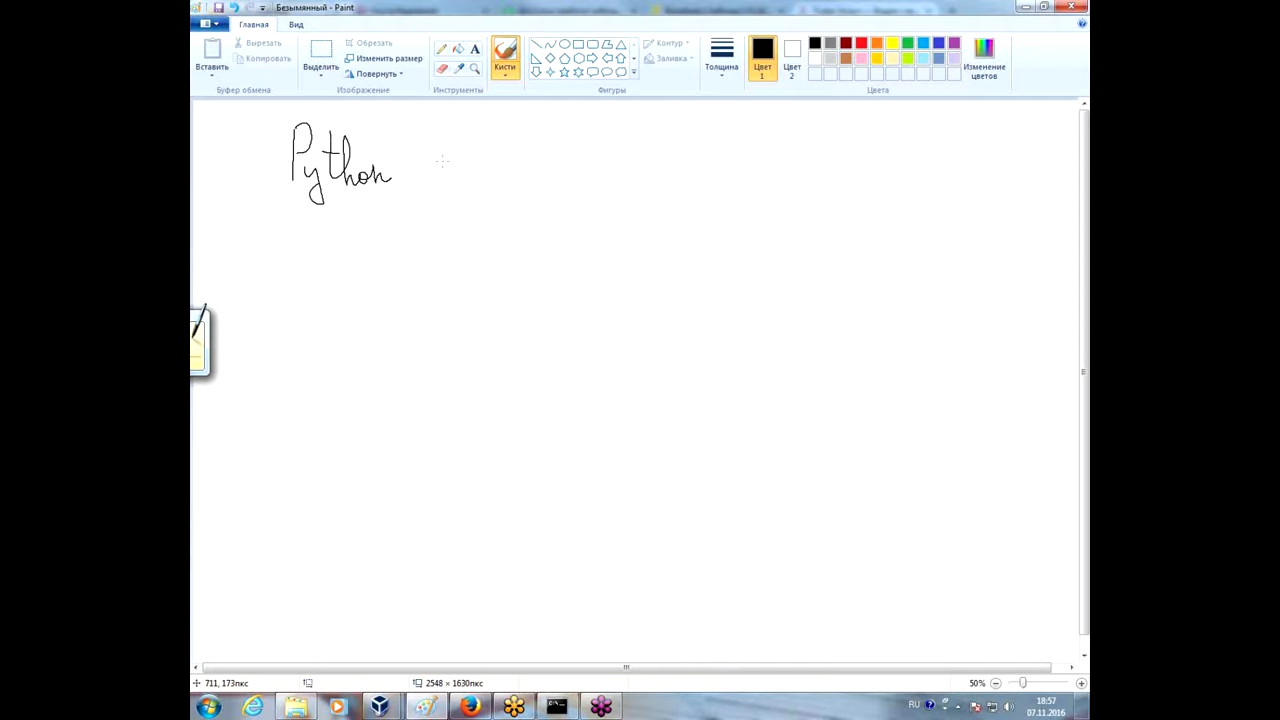 Безымянный - Paint
Главная
Вид
Вставить
Вырезать
Копировать
Буфер обмена
Выделить
Обрезать
Изменить размер
Повернуть
Изображение
A
Инструменты
Кисти
Контур
Заливка
Фигуры
Толщина
Цвет
1
Цвет
2
Изменение
цветов
Цвета
Python
711, 173пкс
2548 × 1630пкс
50%
RU
18:57
07.11.2016